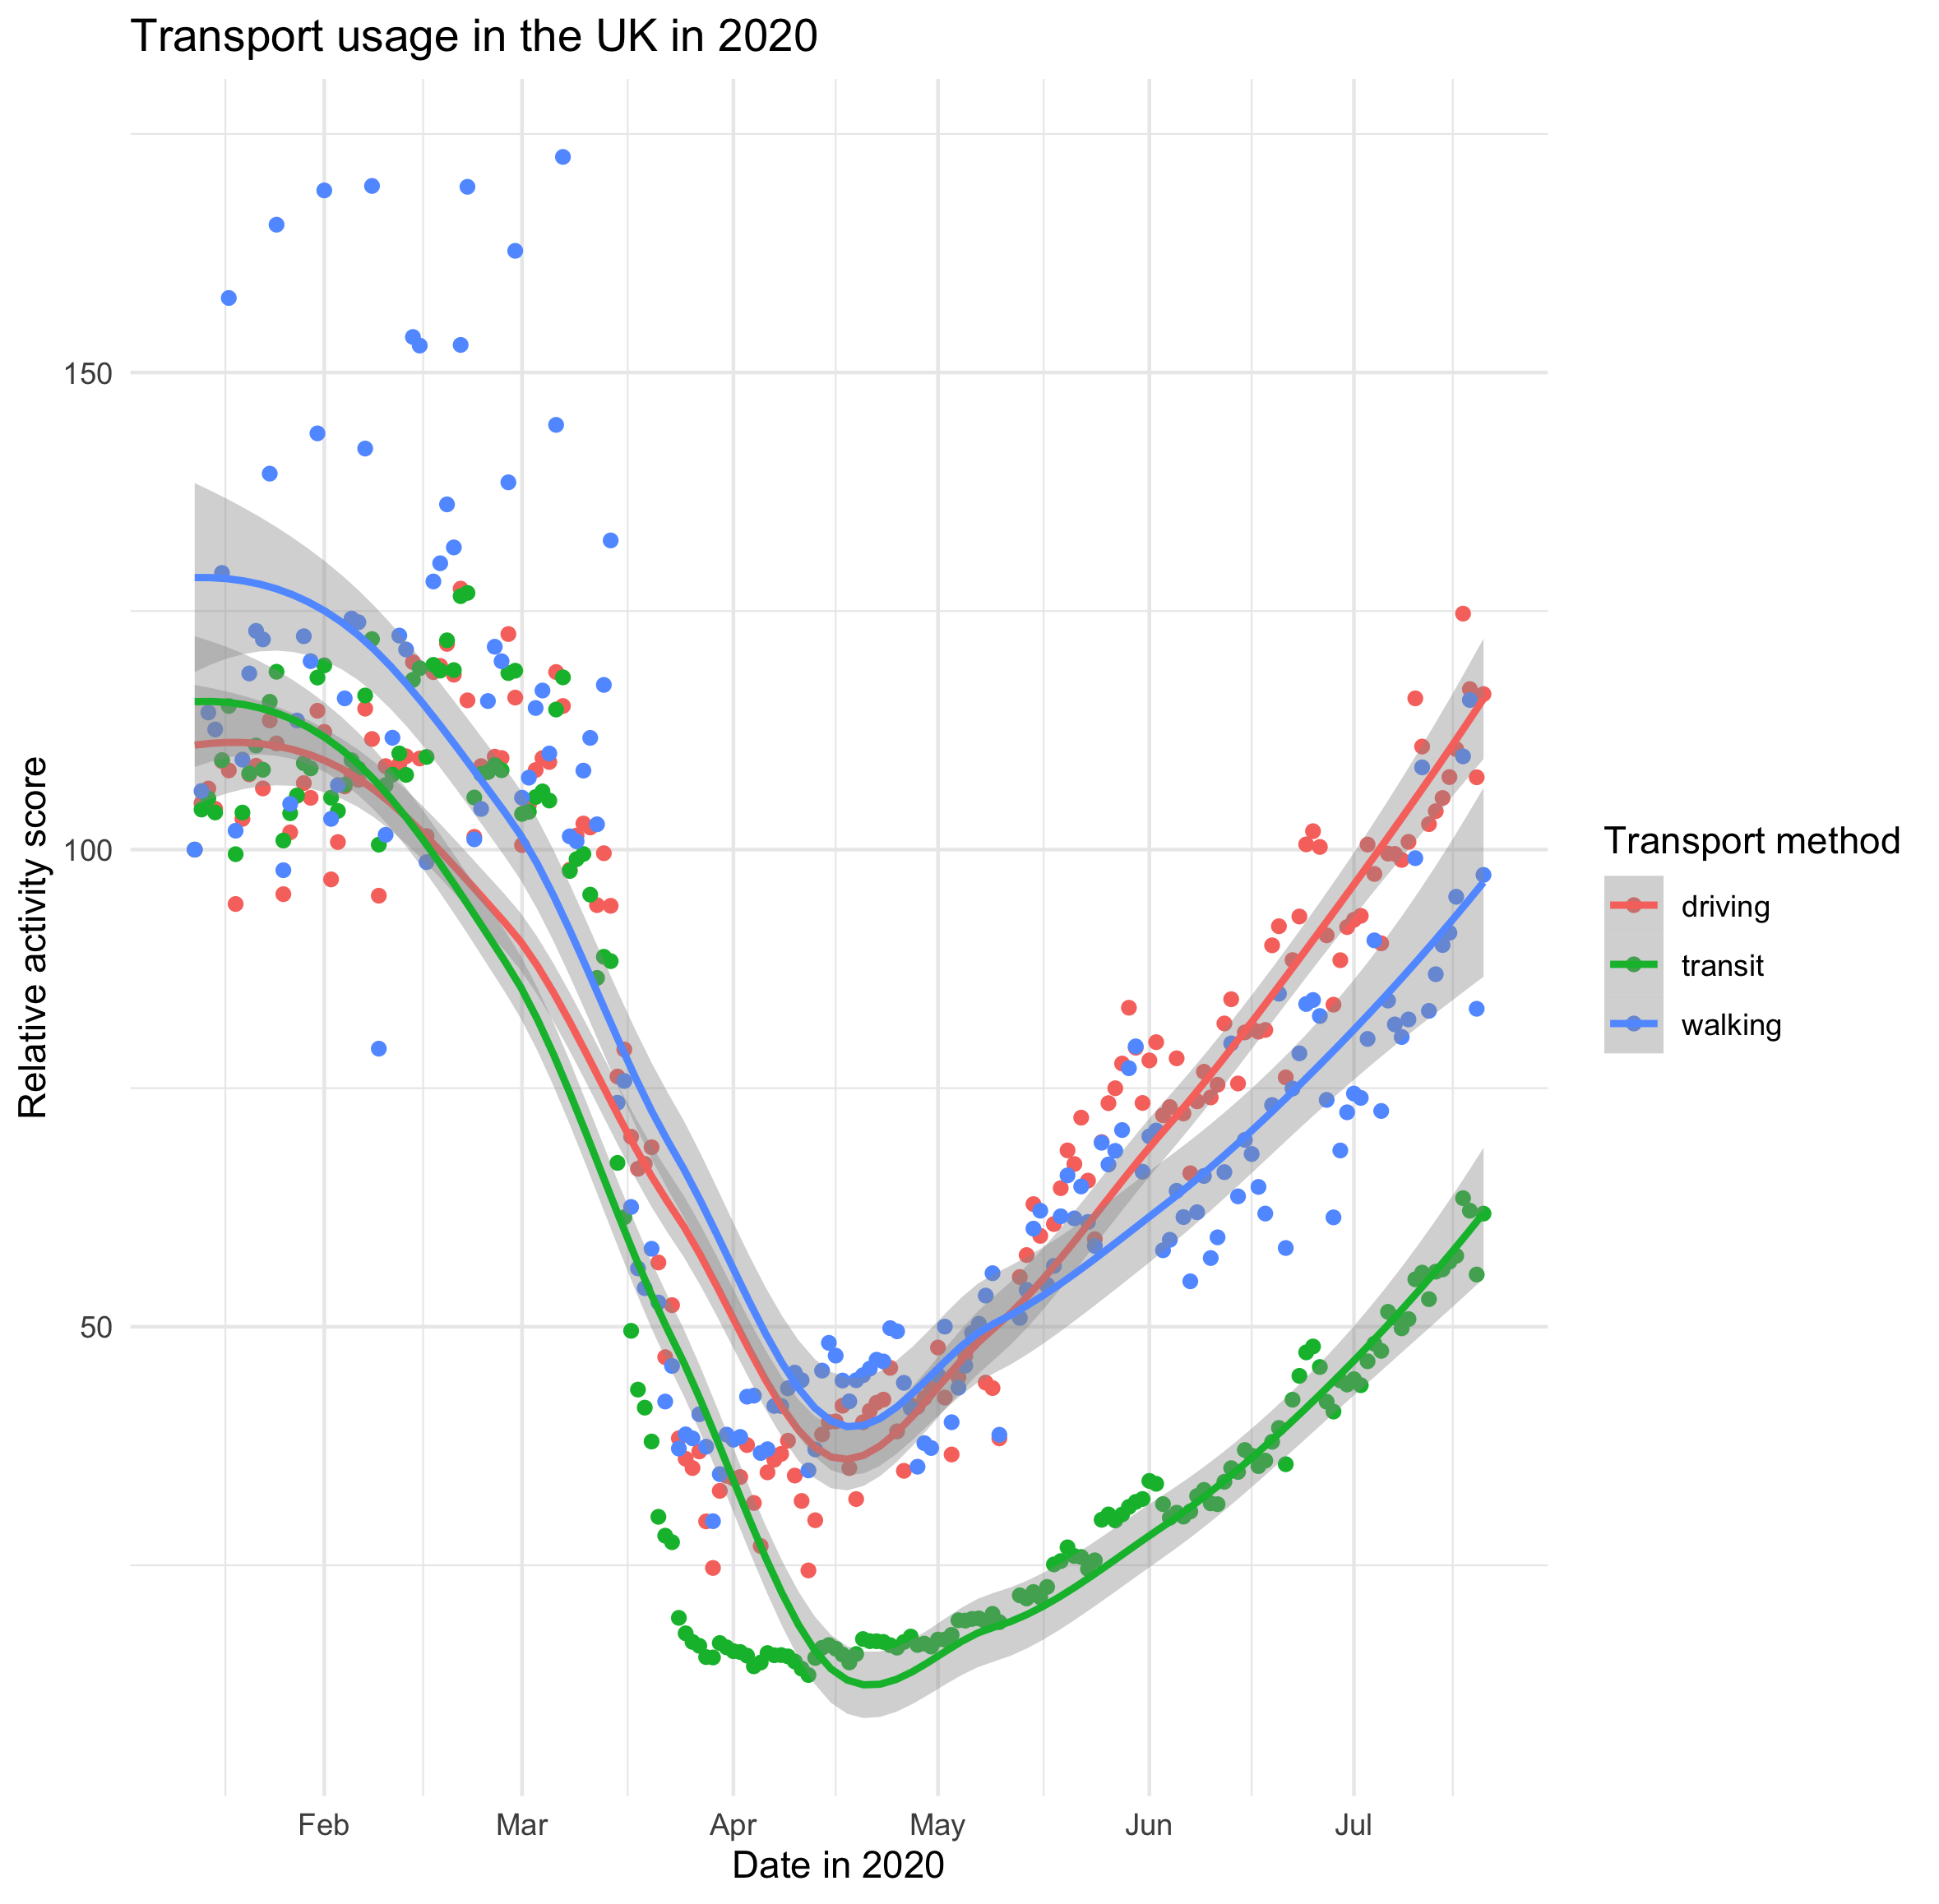 Transport usage in the UK in 2020
Relative activity score
150
100
50
Feb
Mar
Apr
May
Jun
Jul
Date in 2020
Transport method
driving
transit
walking